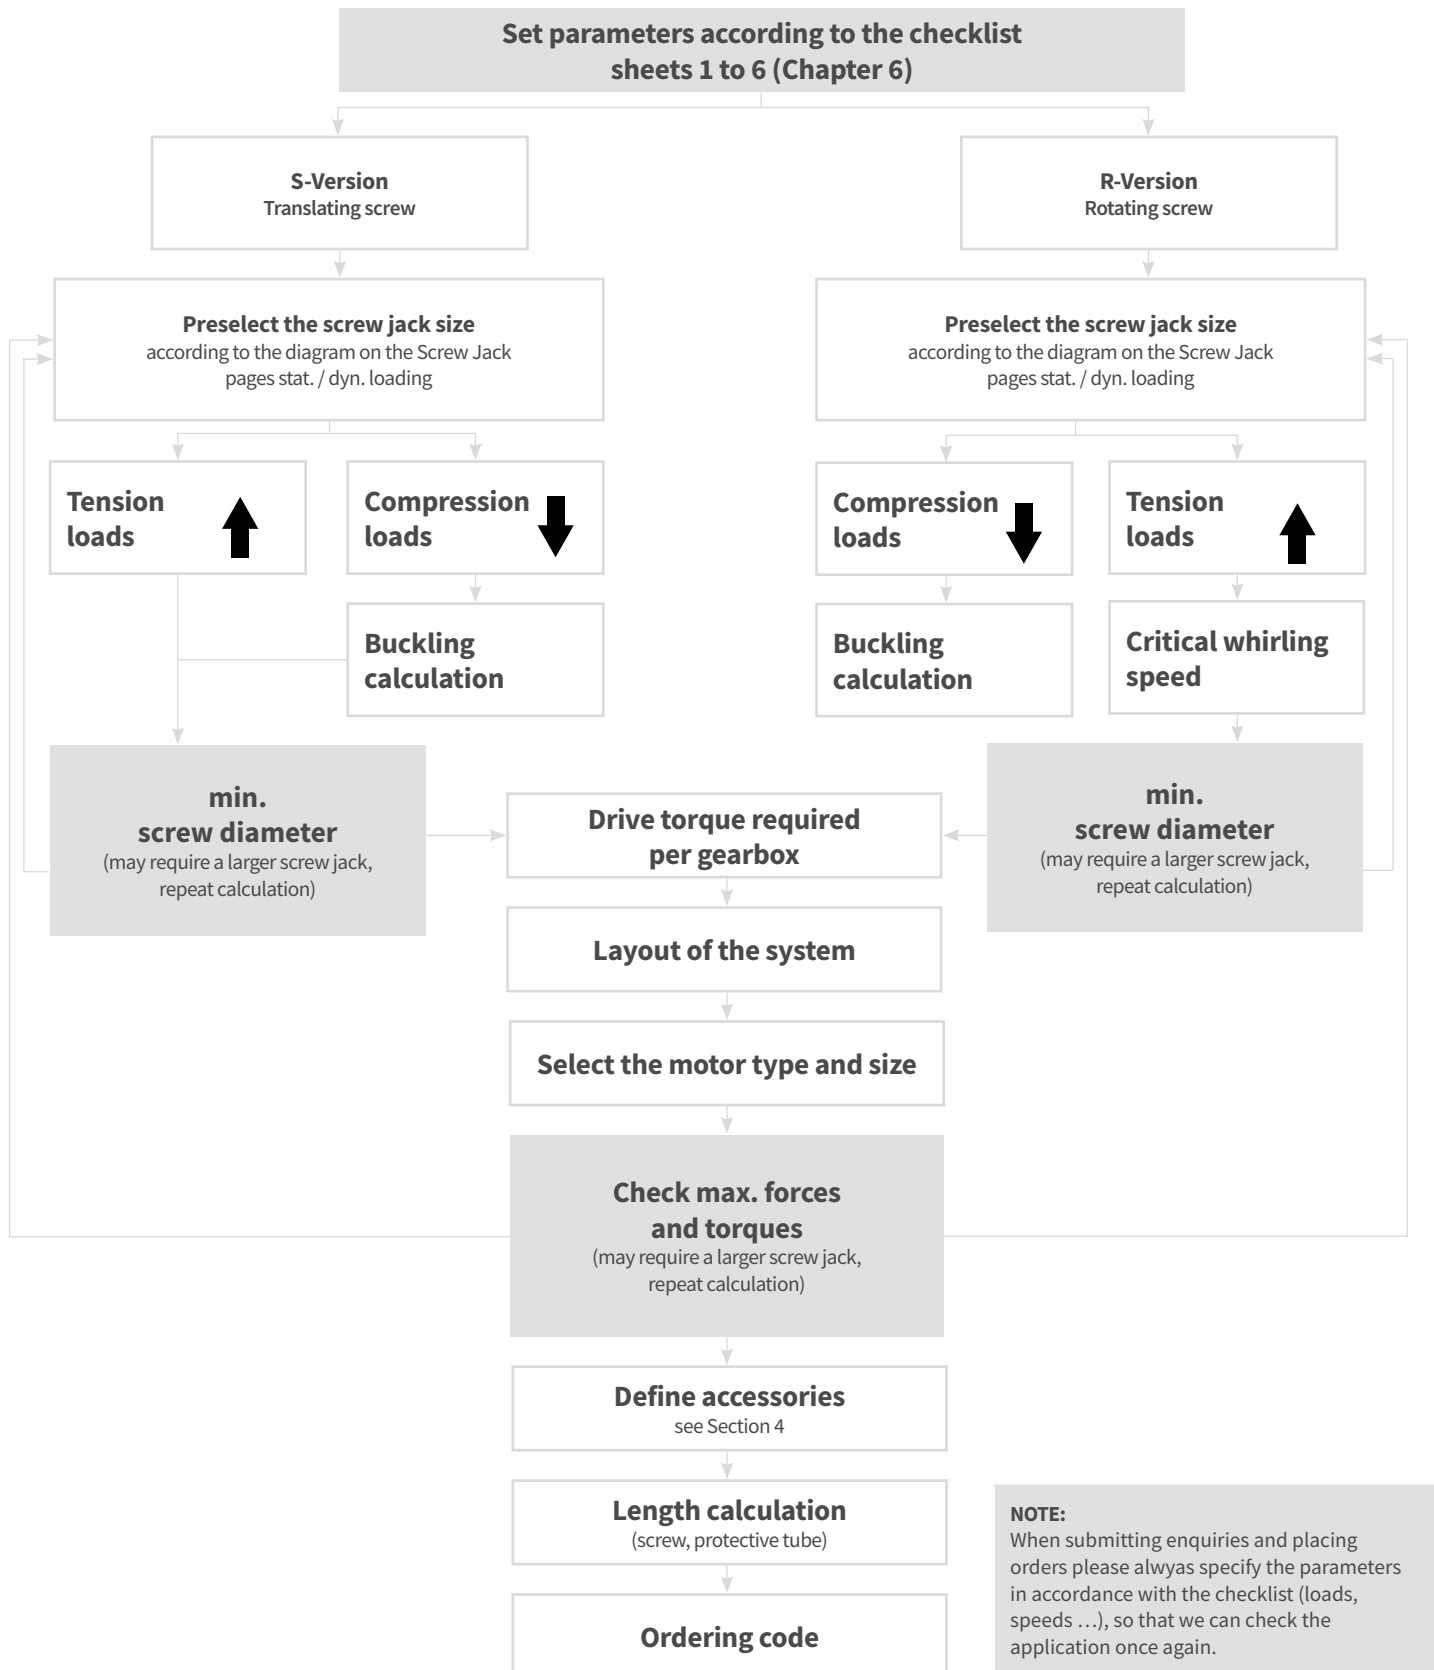 Set parameters according to the checklist
sheets 1 to 6 (Chapter 6)
S-Version
Translating screw
R-Version
Rotating screw
Preselect the screw jack size
according to the diagram on the Screw Jack
pages stat. / dyn. loading
Preselect the screw jack size
according to the diagram on the Screw Jack
pages stat. / dyn. loading
Tension
loads
Compression
loads
Compression
loads
Tension
loads
Buckling
calculation
Buckling
calculation
Critical whirling
speed
min.
screw diameter
(may require a larger screw jack,
repeat calculation)
Drive torque required
per gearbox
min.
screw diameter
(may require a larger screw jack,
repeat calculation)
Layout of the system
Select the motor type and size
Check max. forces
and torques
(may require a larger screw jack,
repeat calculation)
Define accessories
see Section 4
Length calculation
(screw, protective tube)
Ordering code
NOTE:
When submitting enquiries and placing
orders please alwyas specify the parameters
in accordance with the checklist (loads,
speeds …), so that we can check the
application once again.